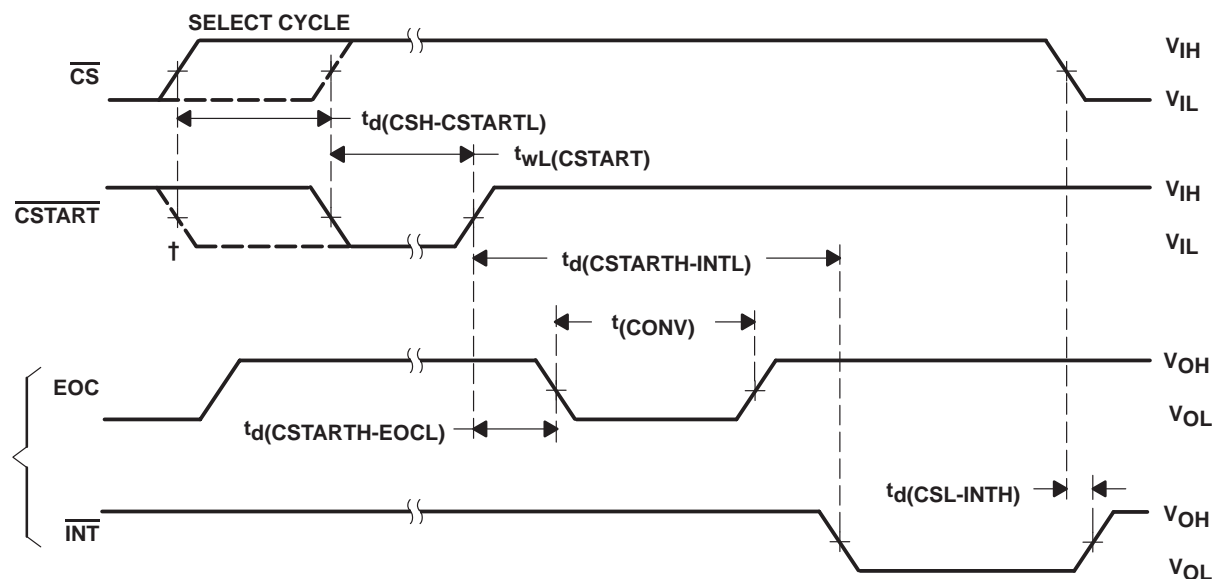 SELECT CYCLE
CS
VIH
VIL
td(CSH-CSTARTL)
twL(CSTART)
CSTART
VIH
VIL
†
td(CSTARTH-INTL)
t(CONV)
EOC
VOH
VOL
td(CSTARTH-EOCL)
td(CSL-INTH)
INT
VOH
VOL